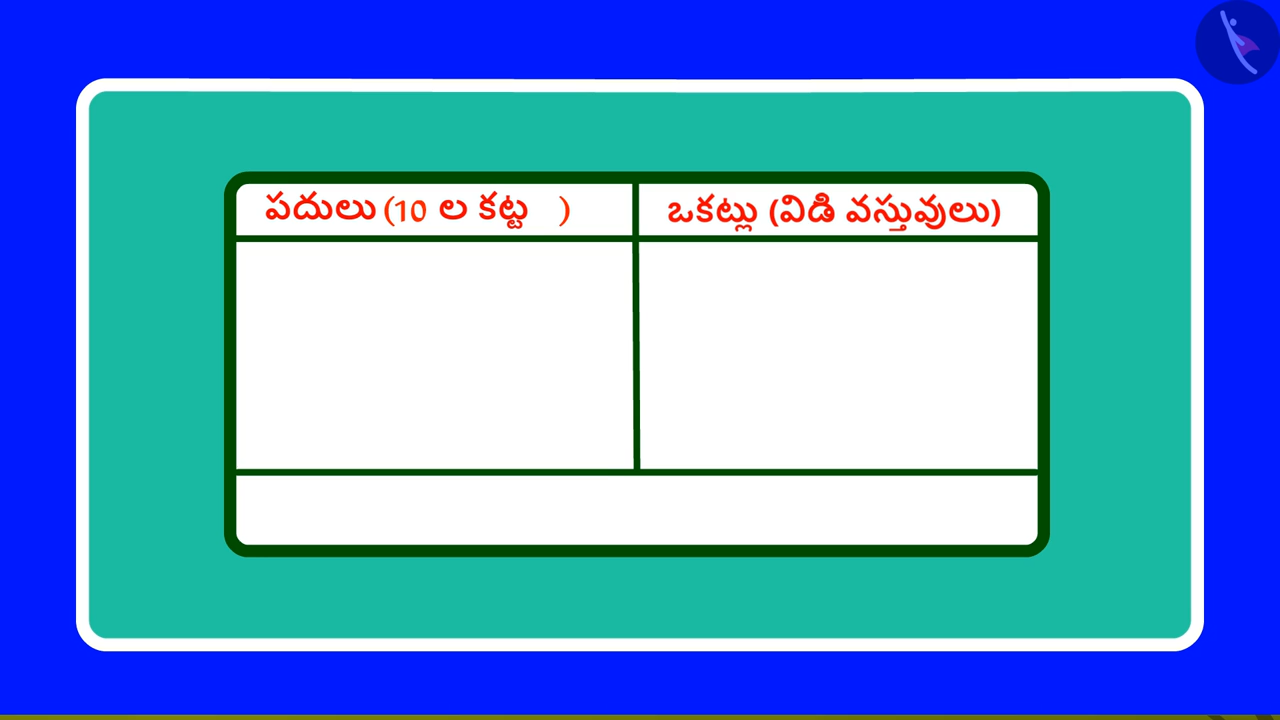 పదులు (10 ల కట్ట )
ఒకట్లు (విడి వస్తువులు)